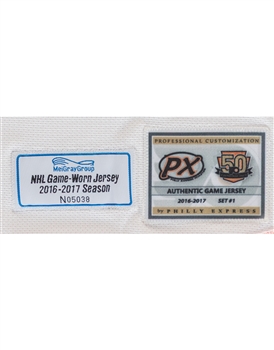 MeiGrayGroup
NHL Game-Worn Jersey
2016-2017 Season
N05038
PROFESSIONAL CUSTOMIZATION
PX
50
AUTHENTIC GAME JERSEY
2016-2017 SET #1
by PHILLY EXPRESS